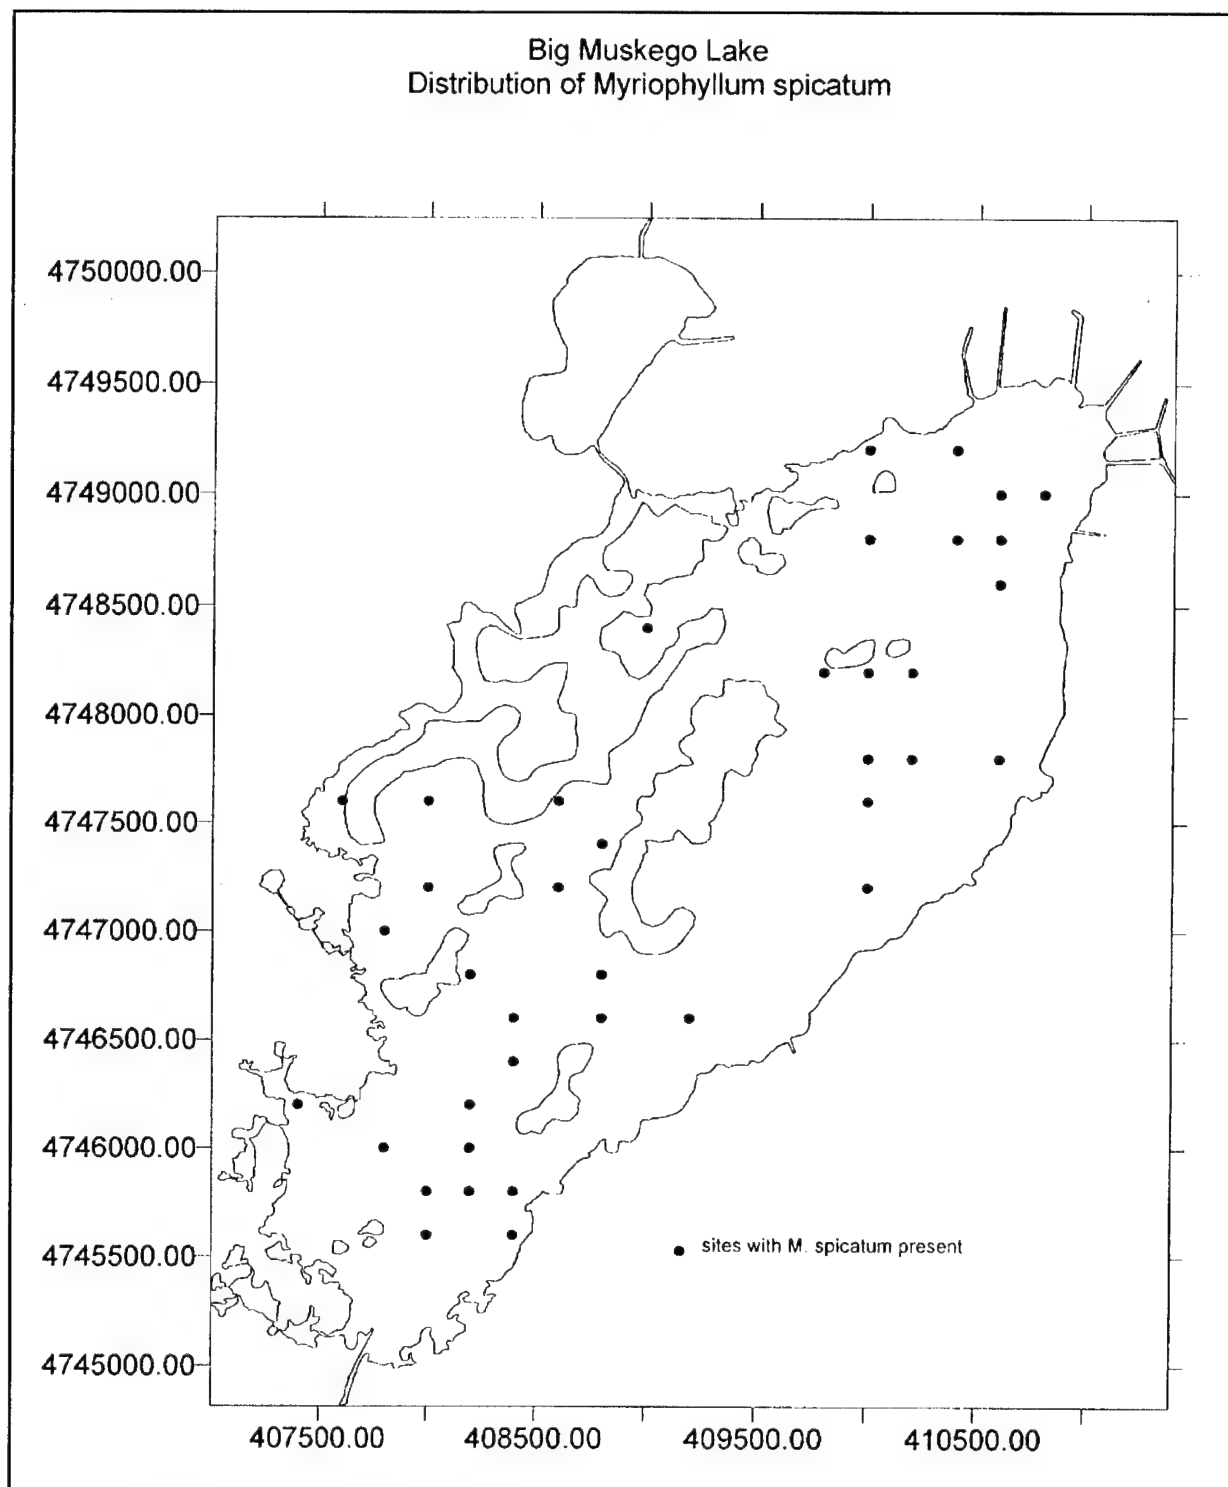 Big Muskego Lake
Distribution of Myriophyllum spicatum
4750000.00
4749500.00
4749000.00
4748500.00
4748000.00
4747500.00
4747000.00
4746500.00
4746000.00
4745500.00
4745000.00
sites with M. spicatum present
407500.00 408500.00 409500.00 410500.00